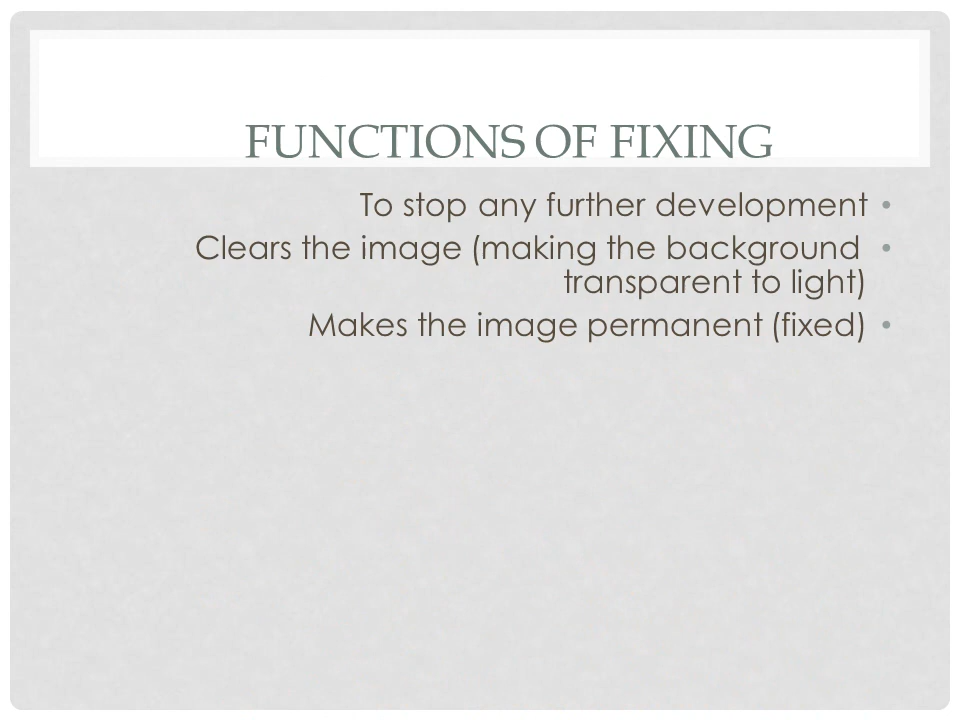 FUNCTIONS OF FIXING
To stop any further development •
Clears the image (making the background •
transparent to light)
Makes the image permanent (fixed) •